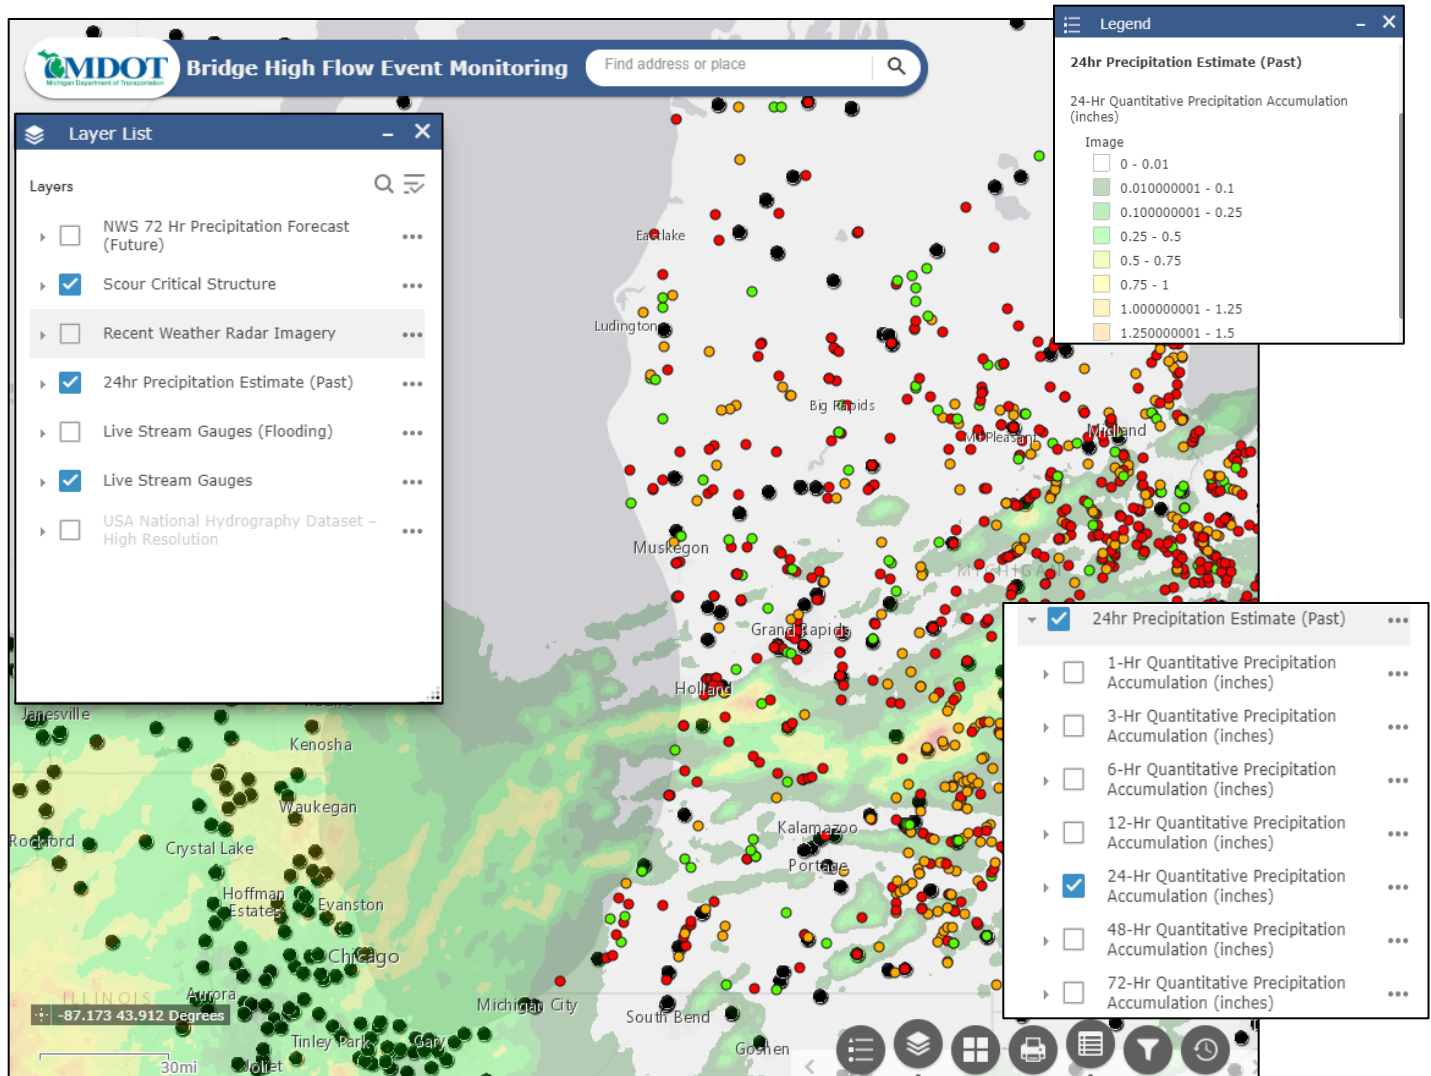 MDOT
Michigan Department of Transportation
Bridge High Flow Event Monitoring
Find address or place
Legend
24hr Precipitation Estimate (Past)
24-Hr Quantitative Precipitation Accumulation
(inches)
Image
0 - 0.01
0.010000001 - 0.1
0.100000001 - 0.25
0.25 - 0.5
0.5 - 0.75
0.75 - 1
1.000000001 - 1.25
1.250000001 - 1.5
Layer List
Layers
NWS 72 Hr Precipitation Forecast
(Future)
Scour Critical Structure
Recent Weather Radar Imagery
24hr Precipitation Estimate (Past)
Live Stream Gauges (Flooding)
Live Stream Gauges
USA National Hydrography Dataset –
High Resolution
Eastlake
Ludington
Big Rapids
Mt Pleasant
Midland
Muskegon
MICHIGAN
Grand Rapids
Holland
Janesville
Kenosha
Waukegan
Rockford
Crystal Lake
Kalamazoo
Portage
Hoffman
Estates
Evanston
Chicago
ILLINOIS
Aurora
-87.173 43.912 Degrees
Michigan City
South Bend
Tinley Park
Gary
Goshen
30mi
Joliet
24hr Precipitation Estimate (Past)
1-Hr Quantitative Precipitation
Accumulation (inches)
3-Hr Quantitative Precipitation
Accumulation (inches)
6-Hr Quantitative Precipitation
Accumulation (inches)
12-Hr Quantitative Precipitation
Accumulation (inches)
24-Hr Quantitative Precipitation
Accumulation (inches)
48-Hr Quantitative Precipitation
Accumulation (inches)
72-Hr Quantitative Precipitation
Accumulation (inches)